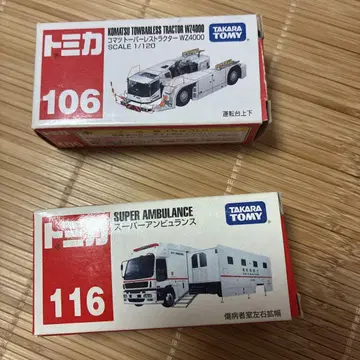 トミカ
106
KOMATSU TOWBARLESS TRACTOR WZ4000
コマツ トーバーレストラクター WZ4000
SCALE 1/120
TAKARA TOMY
運転台上下
トミカ
116
SUPER AMBULANCE
スーパーアンビュランス
TAKARA TOMY
傷病者室左右拡幅